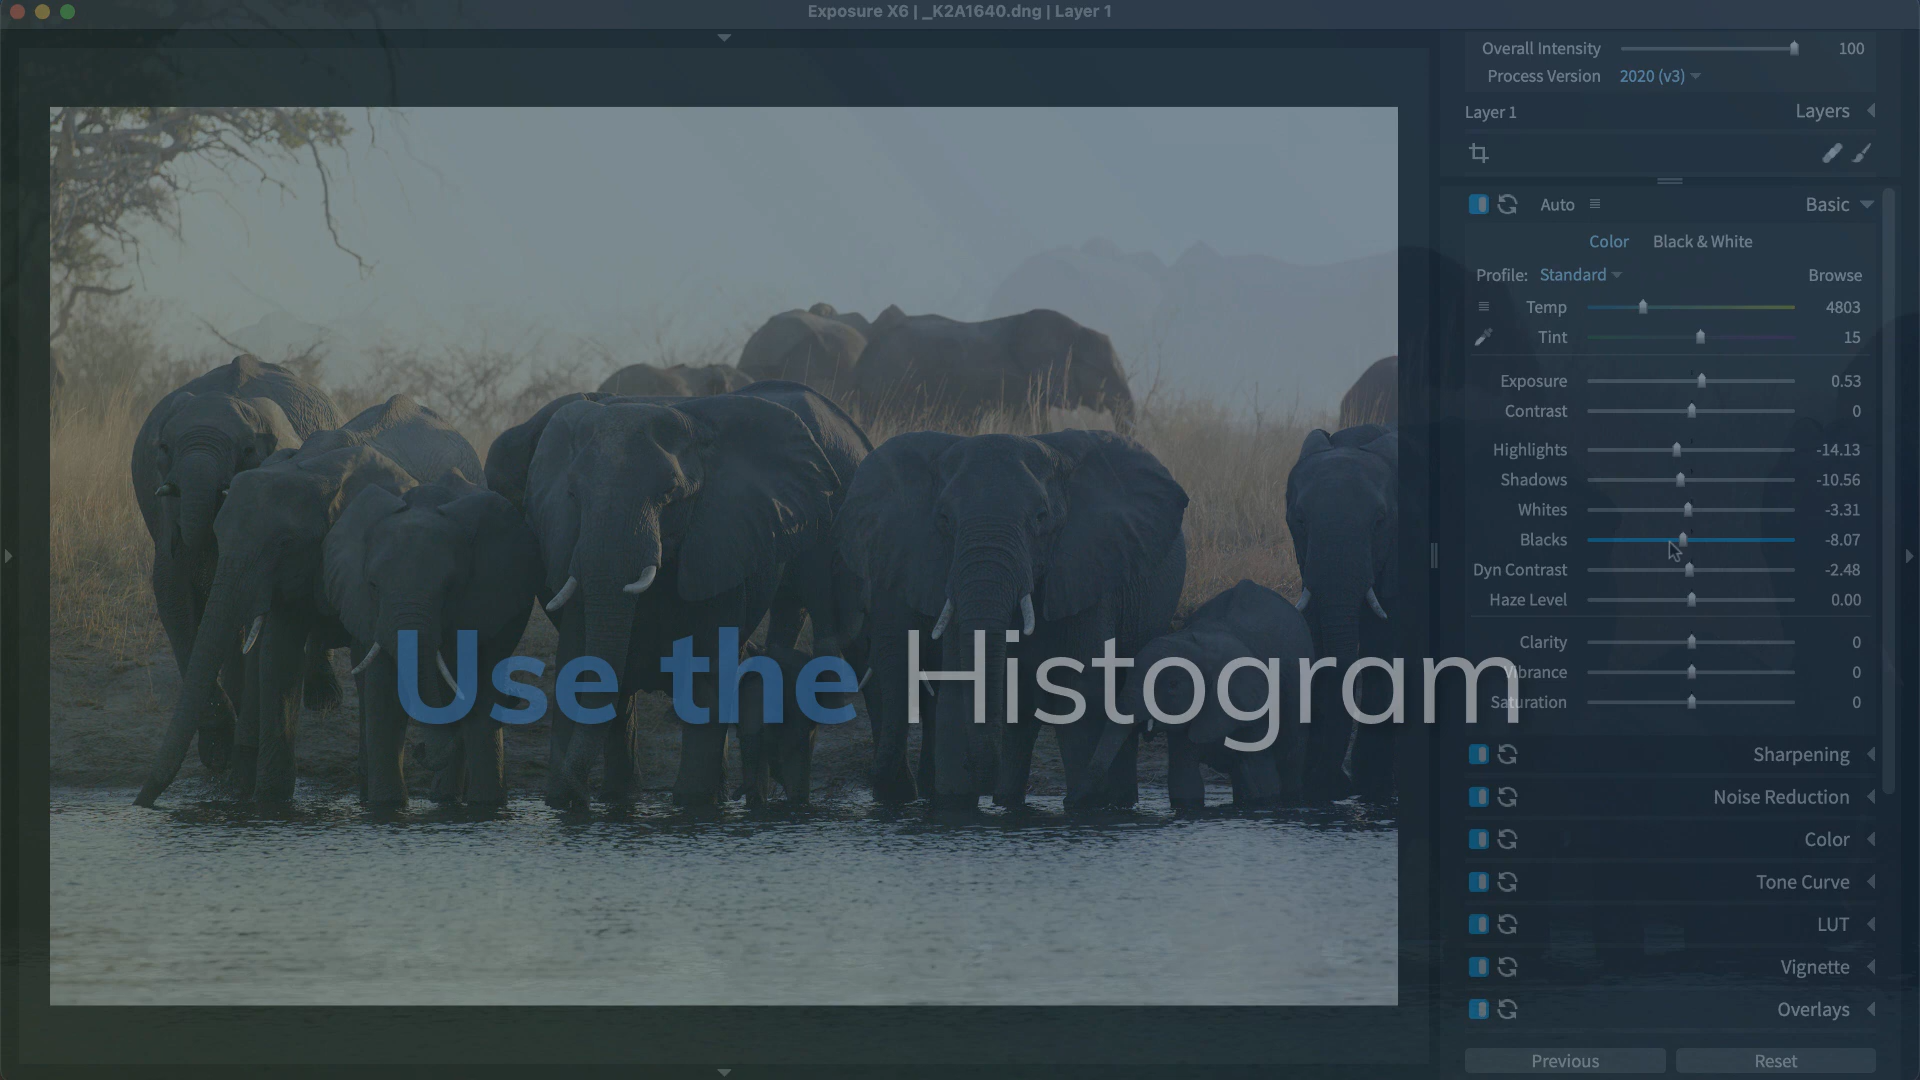 Exposure X6 | _K2A1640.dng | Layer 1
Overall Intensity 100
Process Version 2020 (v3)
Layer 1 Layers
Auto Basic
Color Black & White
Profile: Standard Browse
Temp 4803
Tint 15
Exposure 0.53
Contrast 0
Highlights -14.13
Shadows -10.56
Whites -3.31
Blacks -8.07
Dyn Contrast -2.48
Haze Level 0.00
Clarity 0
Use the Histogram
Vibrance 0
Saturation 0
Sharpening
Noise Reduction
Color
Tone Curve
LUT
Vignette
Overlays
Previous Reset